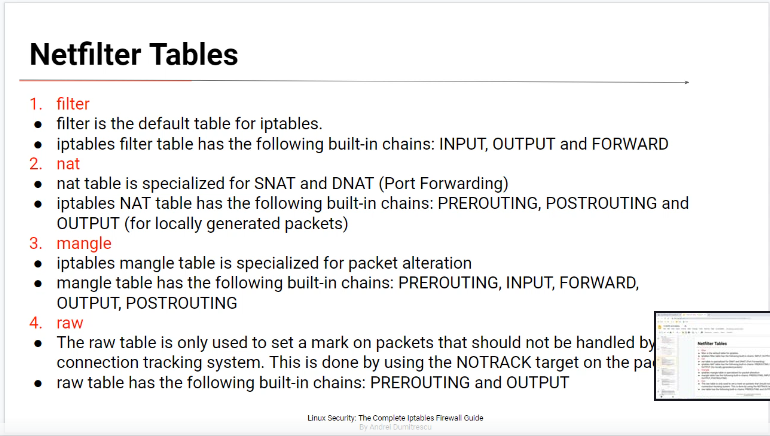 Netfilter Tables
1. filter
● filter is the default table for iptables.
● iptables filter table has the following built-in chains: INPUT, OUTPUT and FORWARD
2. nat
● nat table is specialized for SNAT and DNAT (Port Forwarding)
● iptables NAT table has the following built-in chains: PREROUTING, POSTROUTING and
OUTPUT (for locally generated packets)
3. mangle
● iptables mangle table is specialized for packet alteration
● mangle table has the following built-in chains: PREROUTING, INPUT, FORWARD,
OUTPUT, POSTROUTING
4. raw
● The raw table is only used to set a mark on packets that should not be handled by
connection tracking system. This is done by using the NOTRACK target on the
● raw table has the following built-in chains: PREROUTING and OUTPUT
Netfilter Tables
Linux Security: The Complete Iptables Firewall Guide
By Andrei Dumitrescu